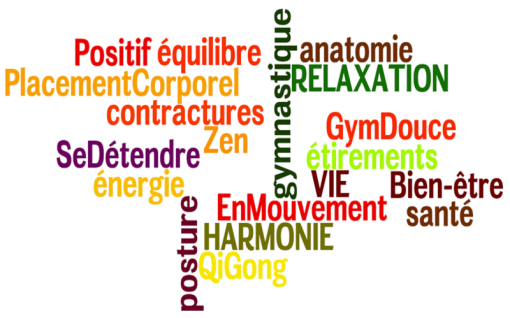 Positif équilibre
gymnastique
anatomie
PlacementCorporel
RELAXATION
contractures
GymDouce
Zen
SeDétendre
étirements
énergie
VIE
Bien-être
posture
EnMouvement
santé
HARMONIE
QiGong